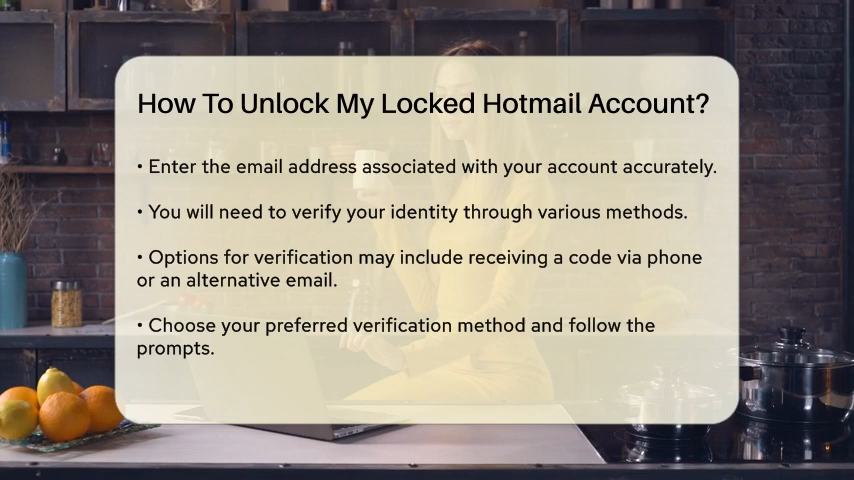 How To Unlock My Locked Hotmail Account?
• Enter the email address associated with your account accurately.
• You will need to verify your identity through various methods.
• Options for verification may include receiving a code via phone
or an alternative email.
• Choose your preferred verification method and follow the
prompts.